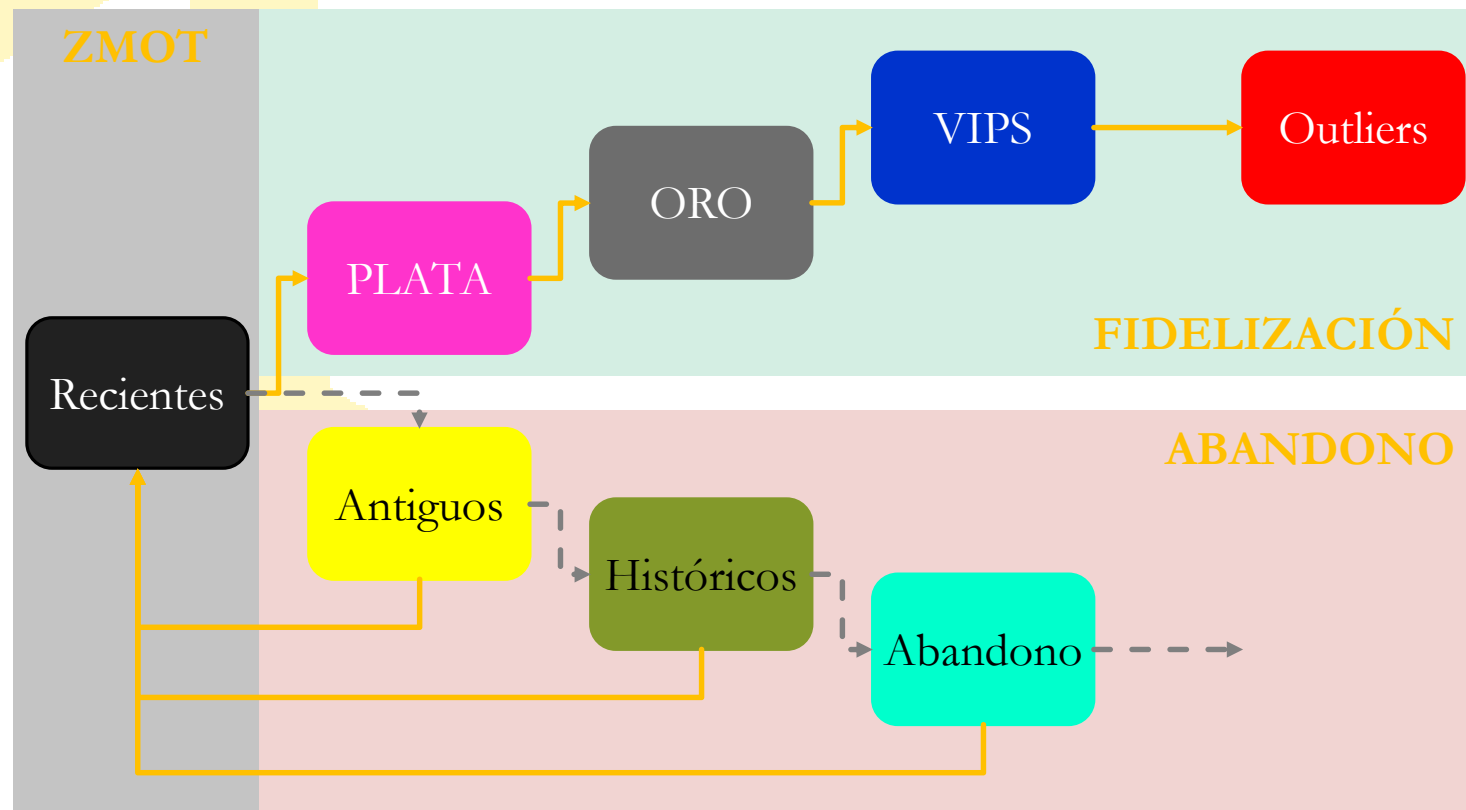 ZMOT
VIPS
Outliers
ORO
PLATA
FIDELIZACIÓN
Recientes
ABANDONO
Antiguos
Históricos
Abandono